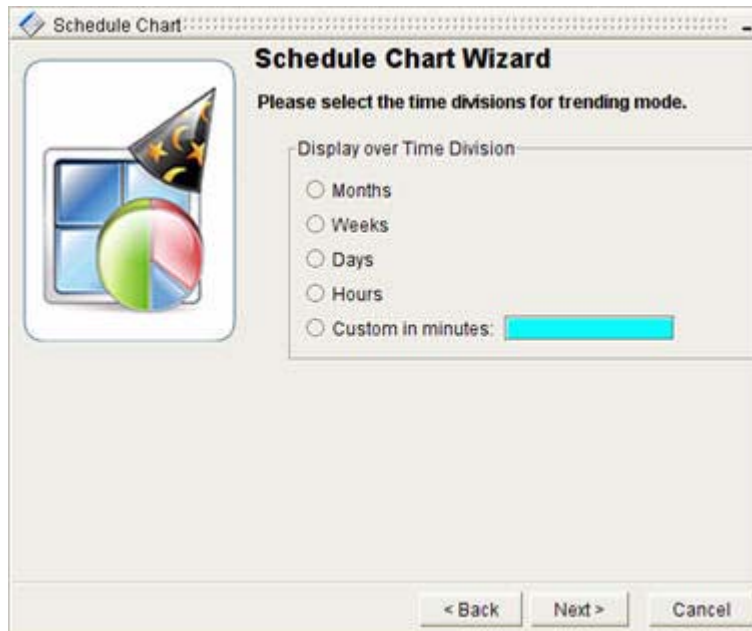 Schedule Chart
Schedule Chart Wizard
Please select the time divisions for trending mode.
Display over Time Division
Months
Weeks
Days
Hours
Custom in minutes:
< Back Next > Cancel